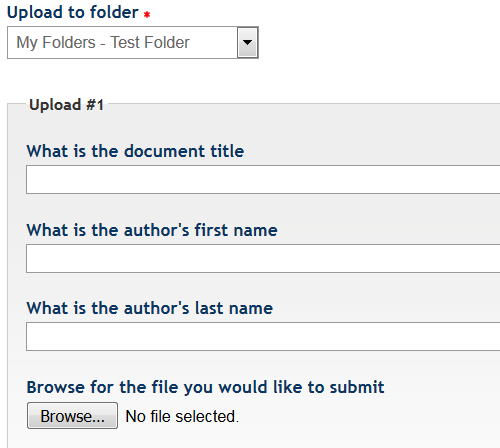 Upload to folder *
My Folders - Test Folder
Upload #1
What is the document title
What is the author's first name
What is the author's last name
Browse for the file you would like to submit
Browse... No file selected.